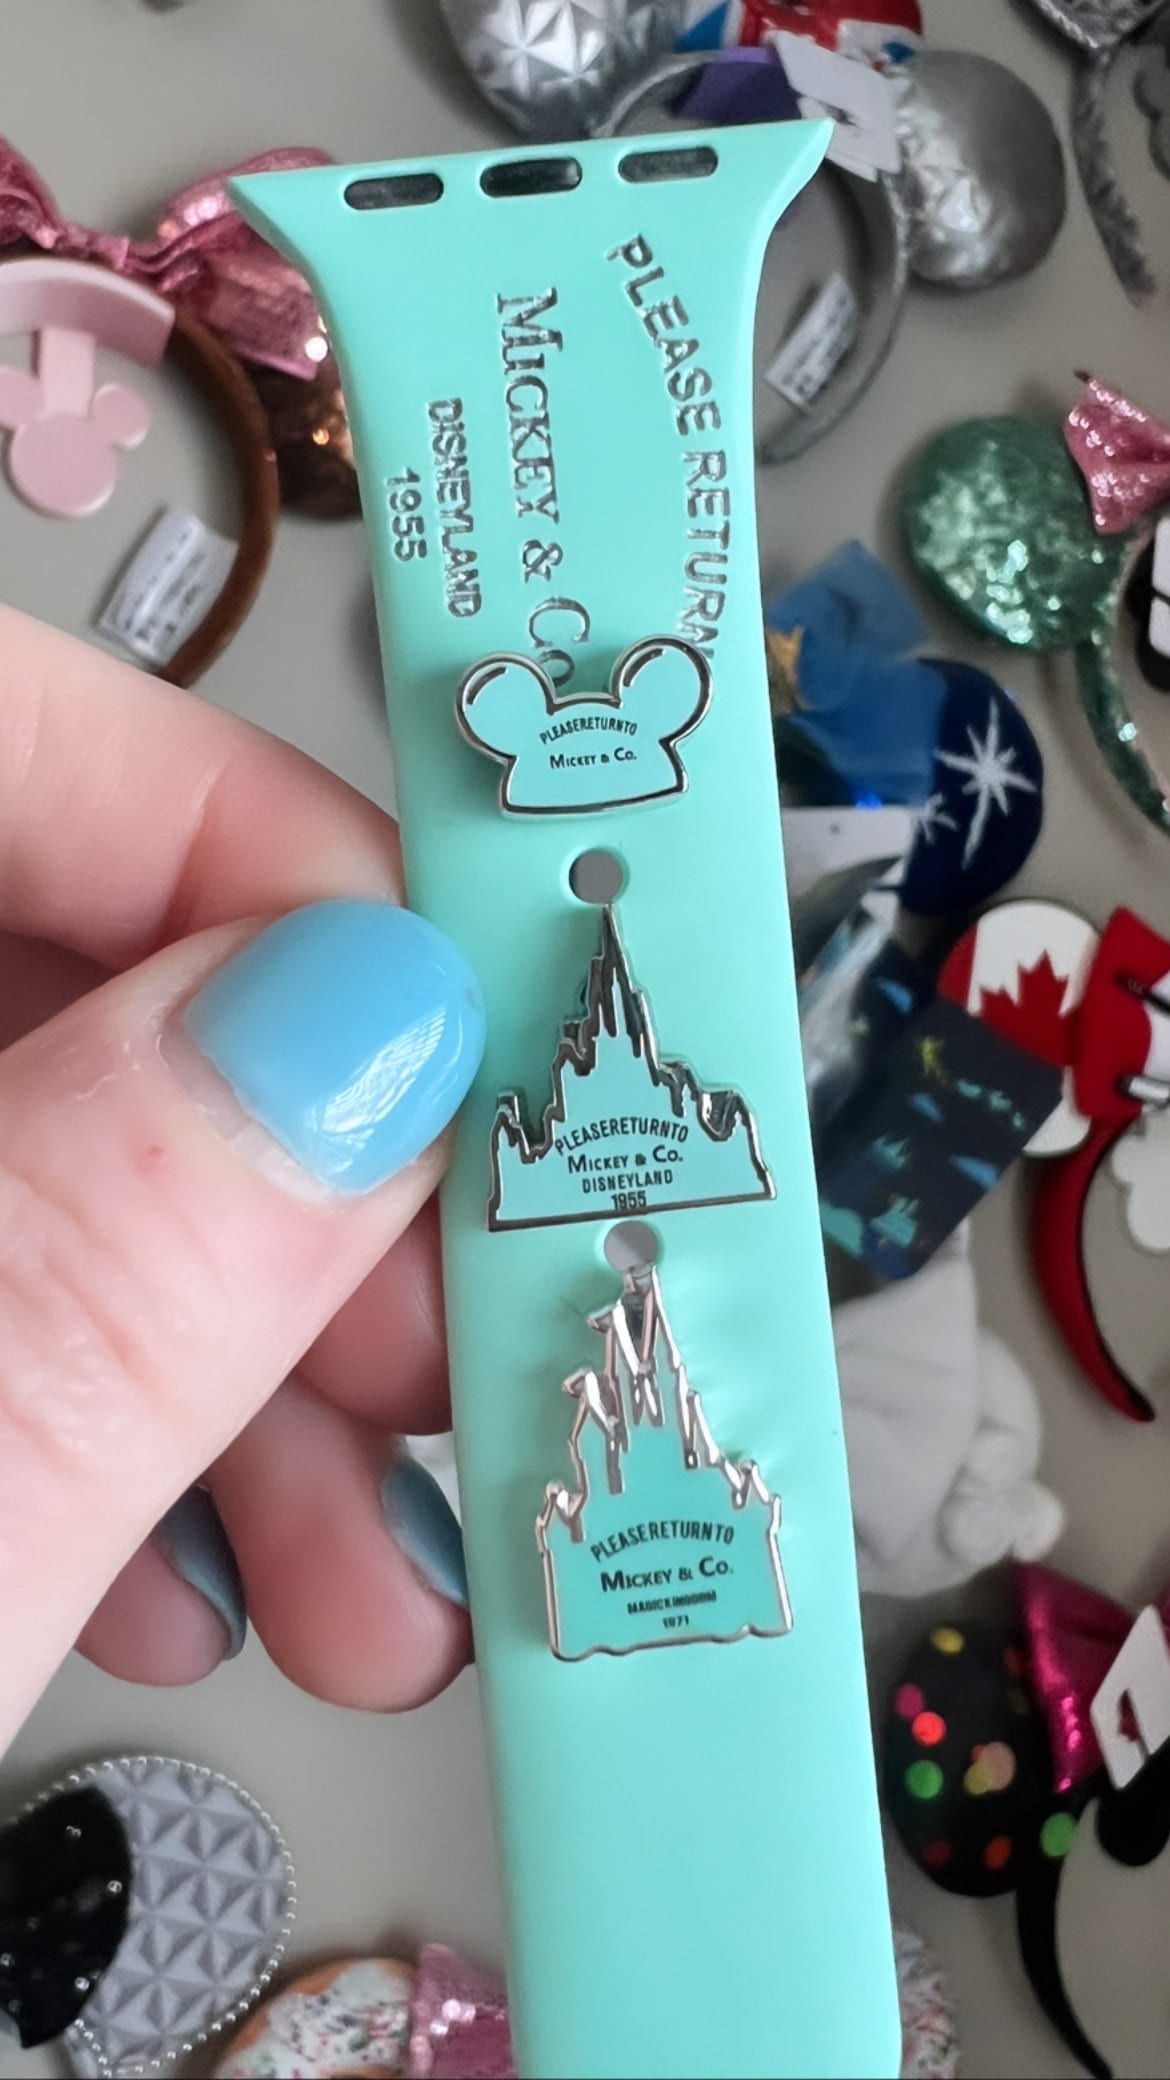 PLEASE RETURN
MICKEY & CO
DISNEYLAND
1955
PLEASERETURNTO
MICKEY & CO.
PLEASERETURNTO
MICKEY & CO.
DISNEYLAND
1955
PLEASERETURNTO
MICKEY & CO.
MAGICKINGDOM
1971